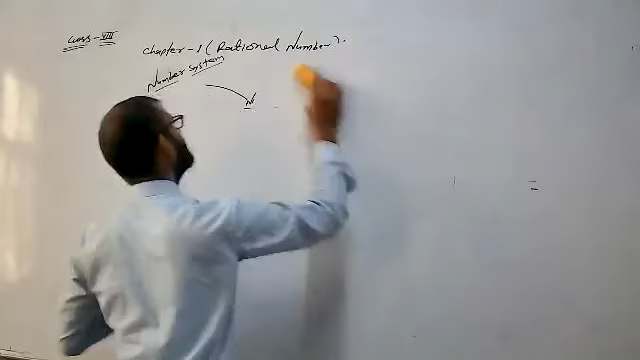 Class-VIII
Chapter-1 (Rational Number).
Number System
N